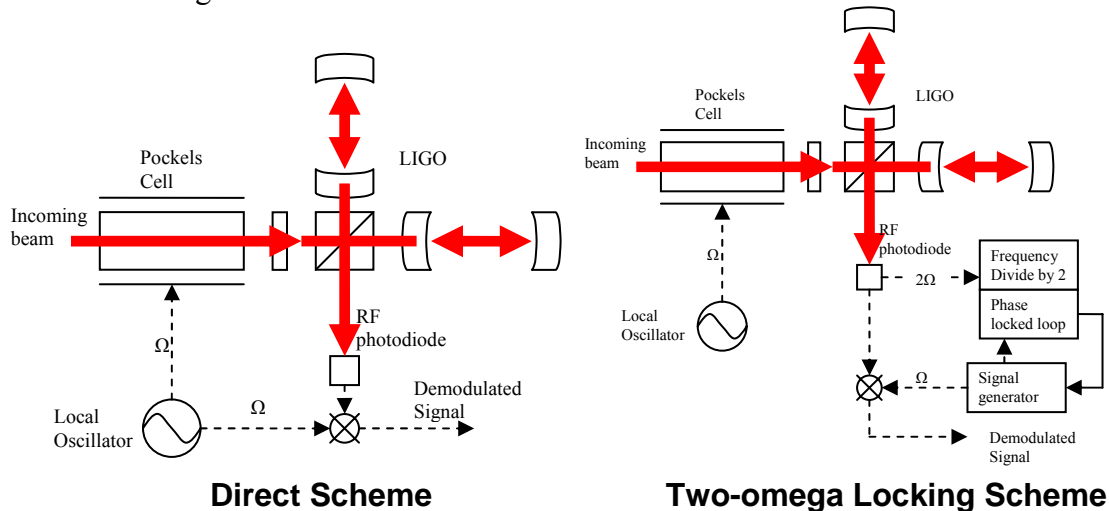 Pockels
Cell
LIGO
Incoming
beam
RF
photodiode
Ω
Ω
Demodulated
Signal
Local
Oscillator
Direct Scheme
Pockels
Cell
LIGO
Incoming
beam
RF
photodiode
Ω
2Ω
Frequency
Divide by 2
Phase
locked loop
Local
Oscillator
Ω
Signal
generator
Demodulated
Signal
Two-omega Locking Scheme